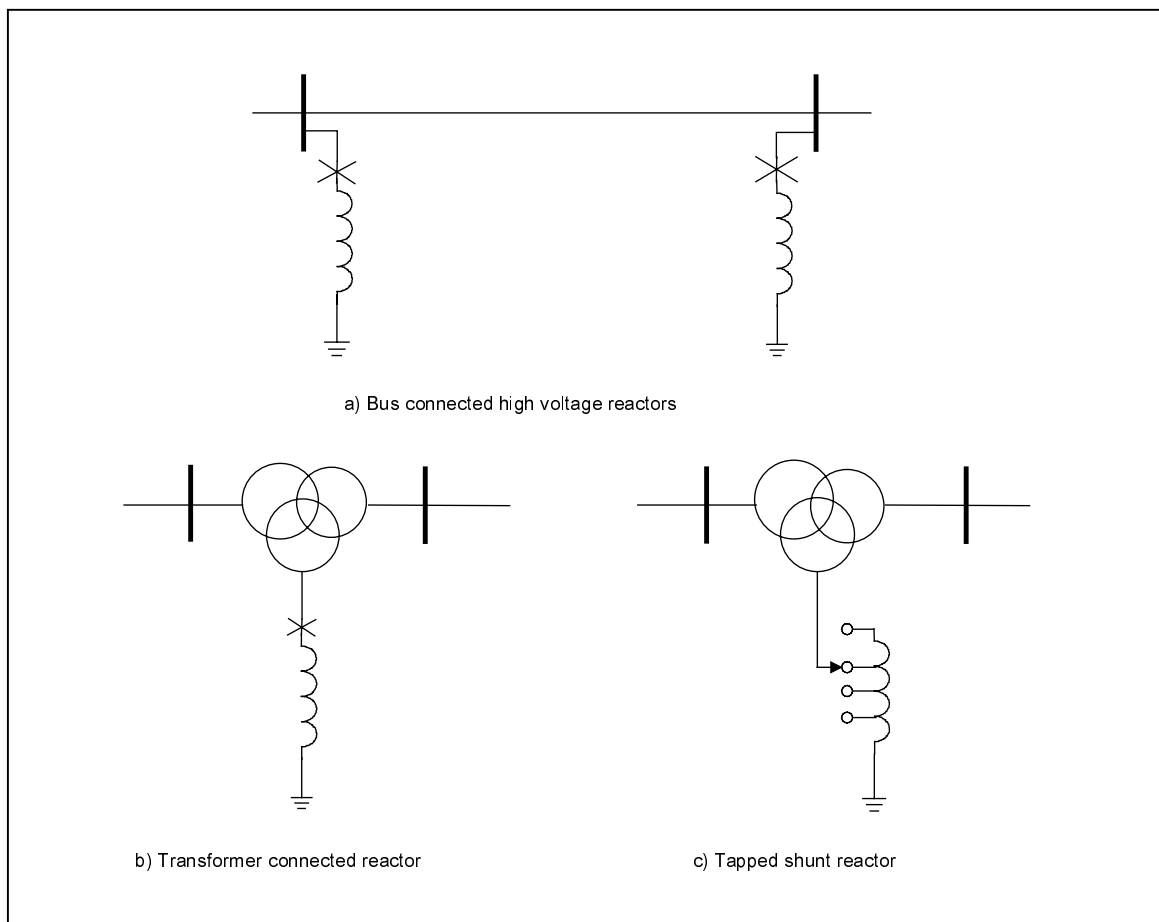 a) Bus connected high voltage reactors
b) Transformer connected reactor
c) Tapped shunt reactor